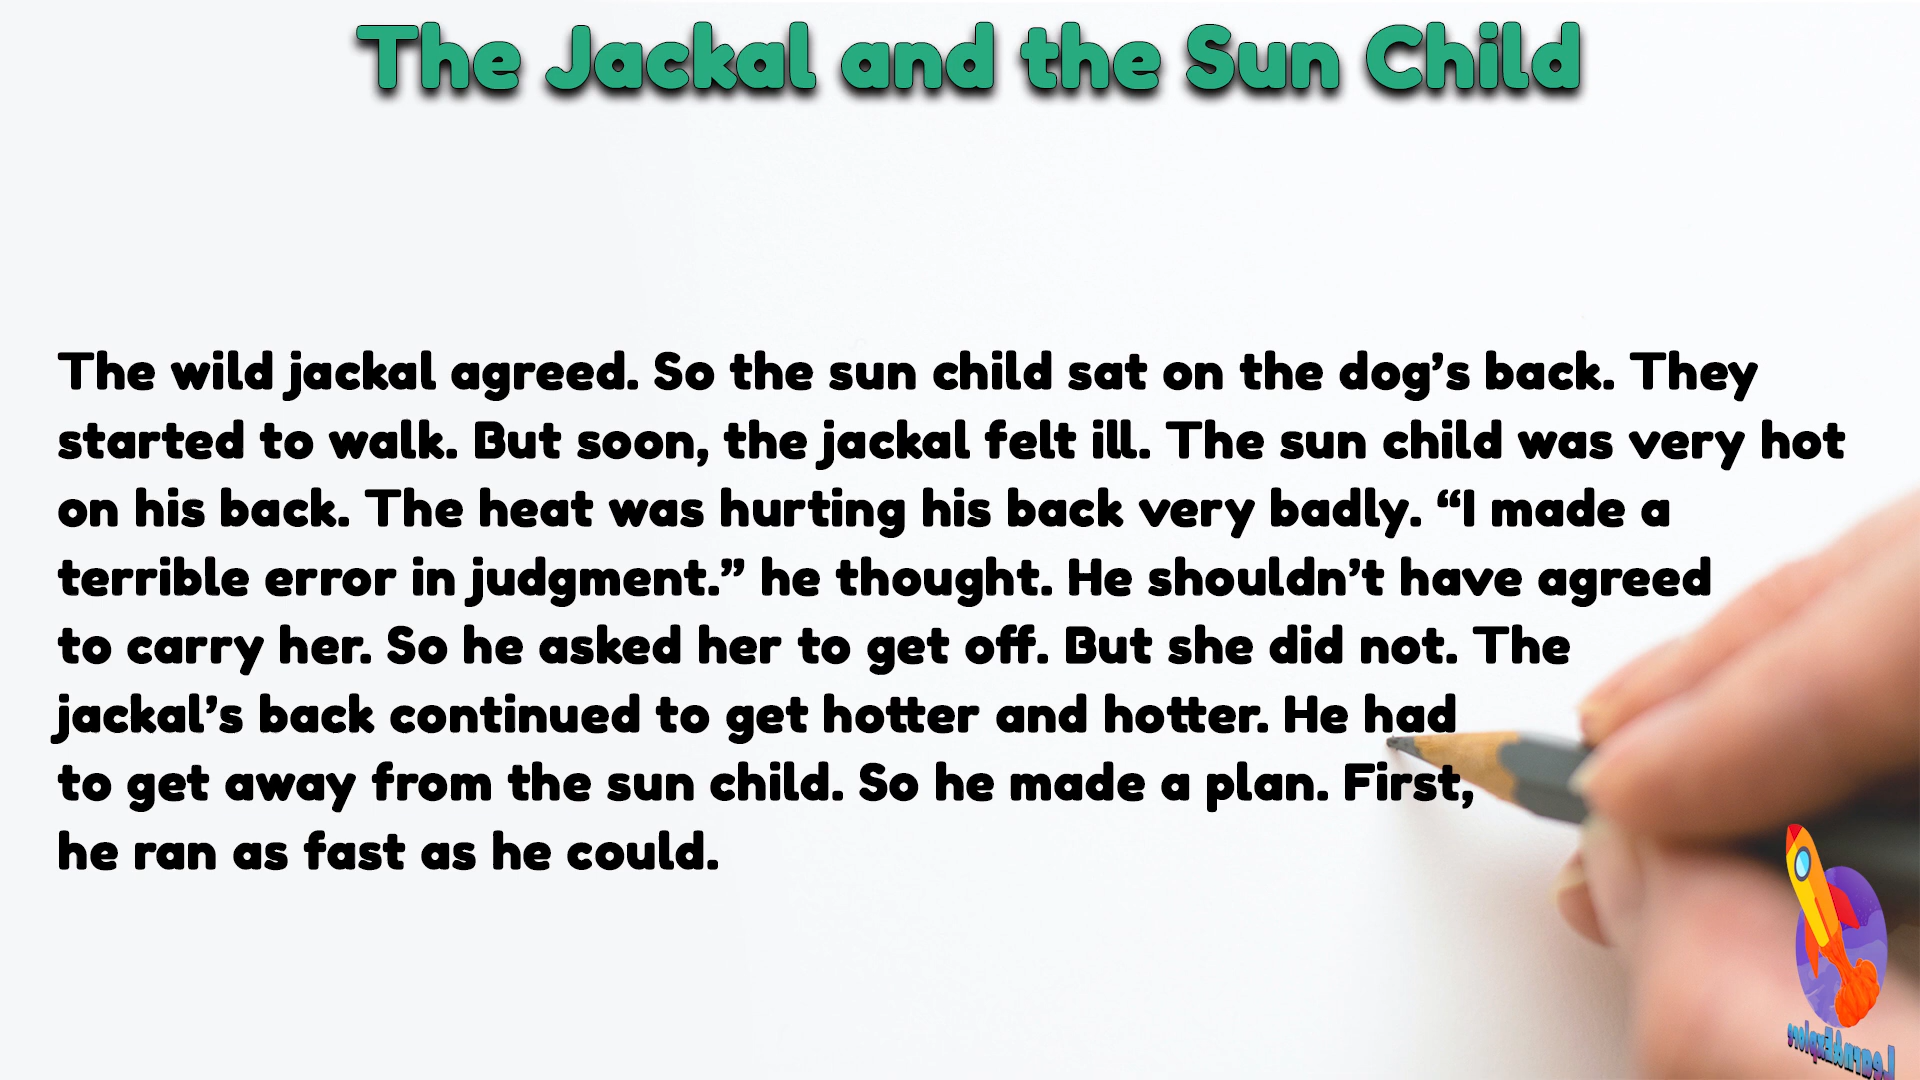 The Jackal and the Sun Child
The wild jackal agreed. So the sun child sat on the dog’s back. They
started to walk. But soon, the jackal felt ill. The sun child was very hot
on his back. The heat was hurting his back very badly. “I made a
terrible error in judgment.” he thought. He shouldn’t have agreed
to carry her. So he asked her to get off. But she did not. The
jackal’s back continued to get hotter and hotter. He had
to get away from the sun child. So he made a plan. First,
he ran as fast as he could.
Learn&Explore